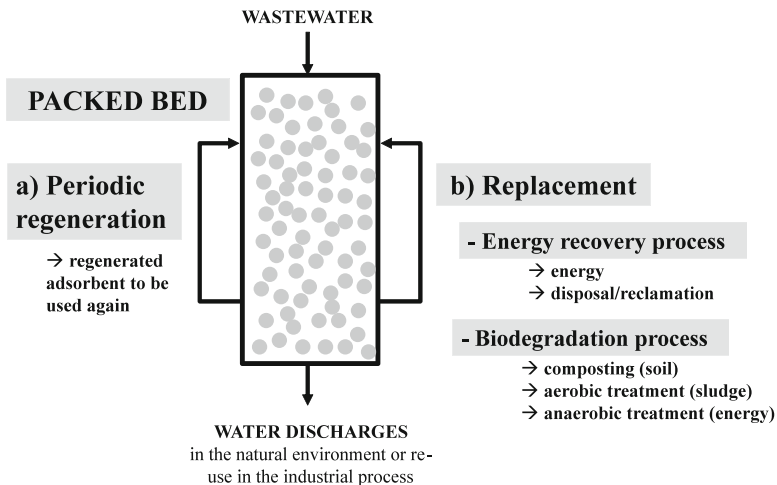 WASTEWATER
PACKED BED
a) Periodic
regeneration
→ regenerated
adsorbent to be
used again
b) Replacement
- Energy recovery process
→ energy
→ disposal/reclamation
- Biodegradation process
→ composting (soil)
→ aerobic treatment (sludge)
→ anaerobic treatment (energy)
WATER DISCHARGES
in the natural environment or re-
use in the industrial process